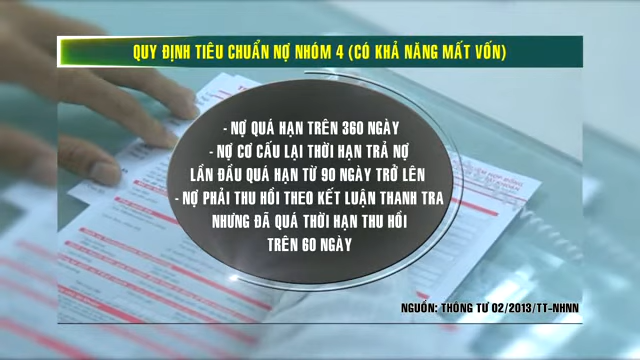 QUY ĐỊNH TIÊU CHUẨN NỢ NHÓM 4 (CÓ KHẢ NĂNG MẤT VỐN)
- NỢ QUÁ HẠN TRÊN 360 NGÀY
- NỢ CƠ CẤU LẠI THỜI HẠN TRẢ NỢ
LẦN ĐẦU QUÁ HẠN TỪ 90 NGÀY TRỞ LÊN
- NỢ PHẢI THU HỒI THEO KẾT LUẬN THANH TRA
NHƯNG ĐÃ QUÁ THỜI HẠN THU HỒI
TRÊN 60 NGÀY
NGUỒN: THÔNG TƯ 02/2013/TT-NHNN